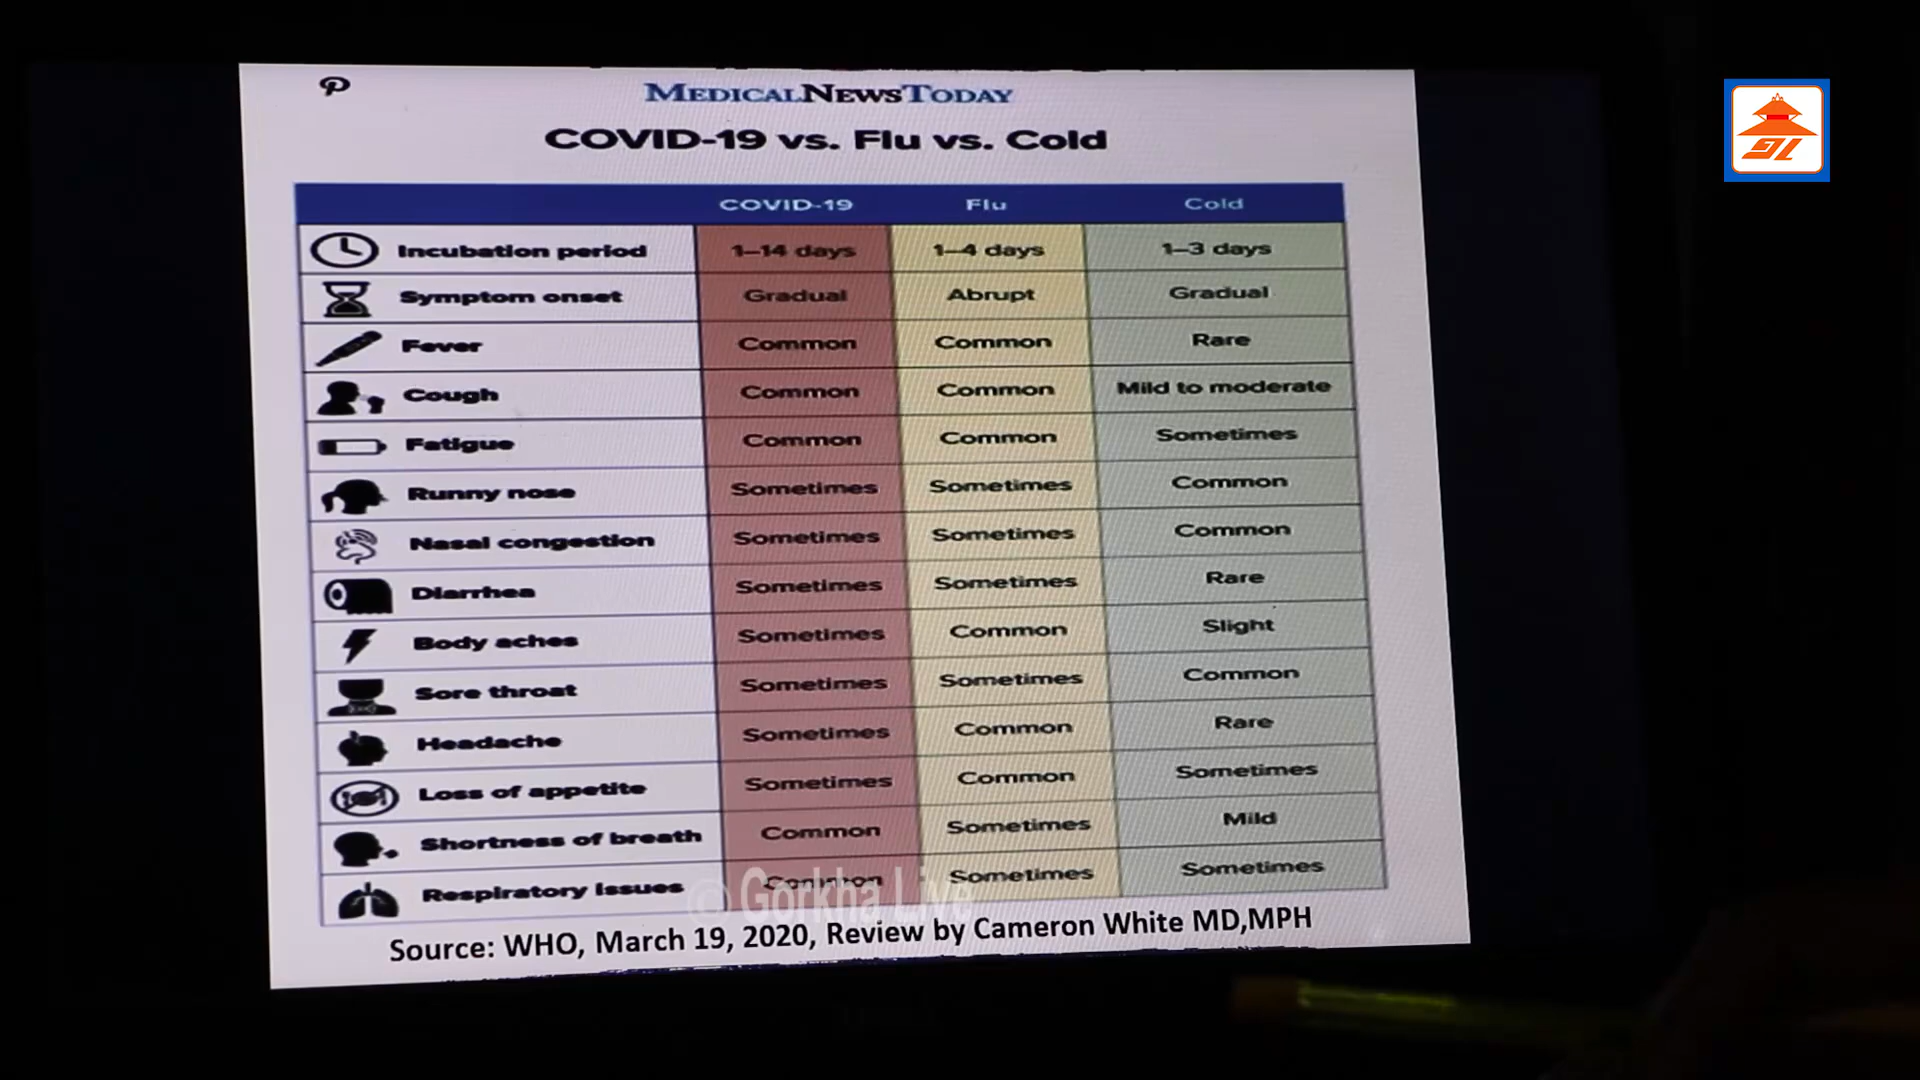 MEDICALNEWSTODAY
COVID-19 vs. Flu vs. Cold
COVID-19 Flu Cold
Incubation period 1–14 days 1–4 days 1–3 days
Symptom onset Gradual Abrupt Gradual
Fever Common Common Rare
Cough Common Common Mild to moderate
Fatigue Common Common Sometimes
Runny nose Sometimes Sometimes Common
Nasal congestion Sometimes Sometimes Common
Diarrhea Sometimes Sometimes Rare
Body aches Sometimes Common Slight
Sore throat Sometimes Sometimes Common
Headache Sometimes Common Rare
Loss of appetite Sometimes Common Sometimes
Shortness of breath Common Sometimes Mild
Respiratory issues Common Sometimes Sometimes
© Gorkha Live
Source: WHO, March 19, 2020, Review by Cameron White MD,MPH